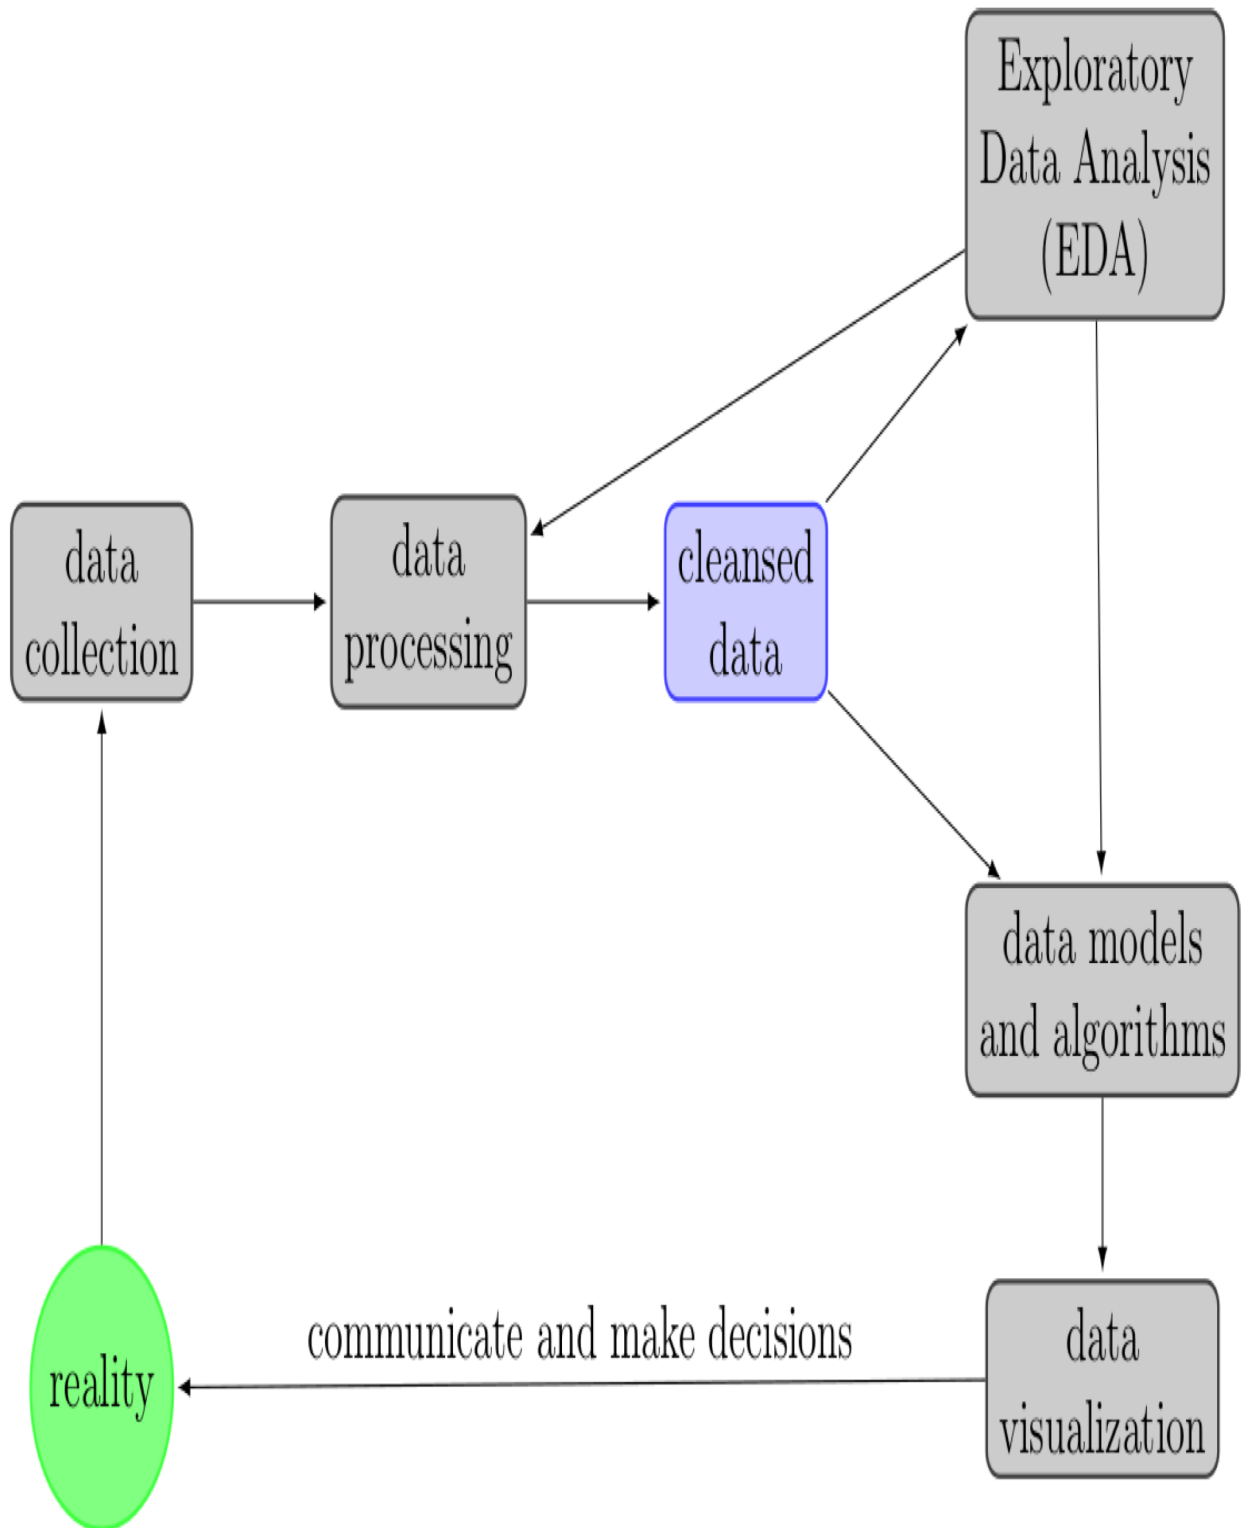 Exploratory
Data Analysis
(EDA)
data
collection
data
processing
cleansed
data
data models
and algorithms
communicate and make decisions
reality
data
visualization